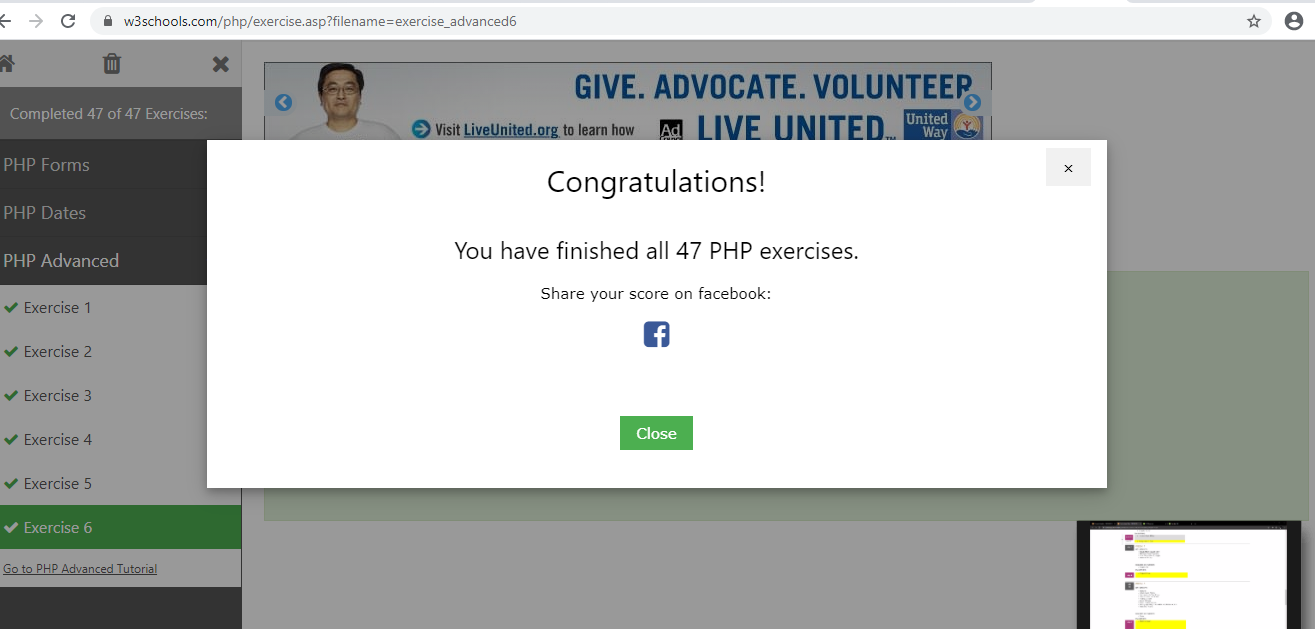 w3schools.com/php/exercise.asp?filename=exercise_advanced6
Completed 47 of 47 Exercises:
PHP Forms
PHP Dates
PHP Advanced
Exercise 1
Exercise 2
Exercise 3
Exercise 4
Exercise 5
Exercise 6
Go to PHP Advanced Tutorial
GIVE. ADVOCATE. VOLUNTEER
Visit LiveUnited.org to learn how
Ad
LIVE UNITED™
United
Way
×
Congratulations!
You have finished all 47 PHP exercises.
Share your score on facebook:
Close